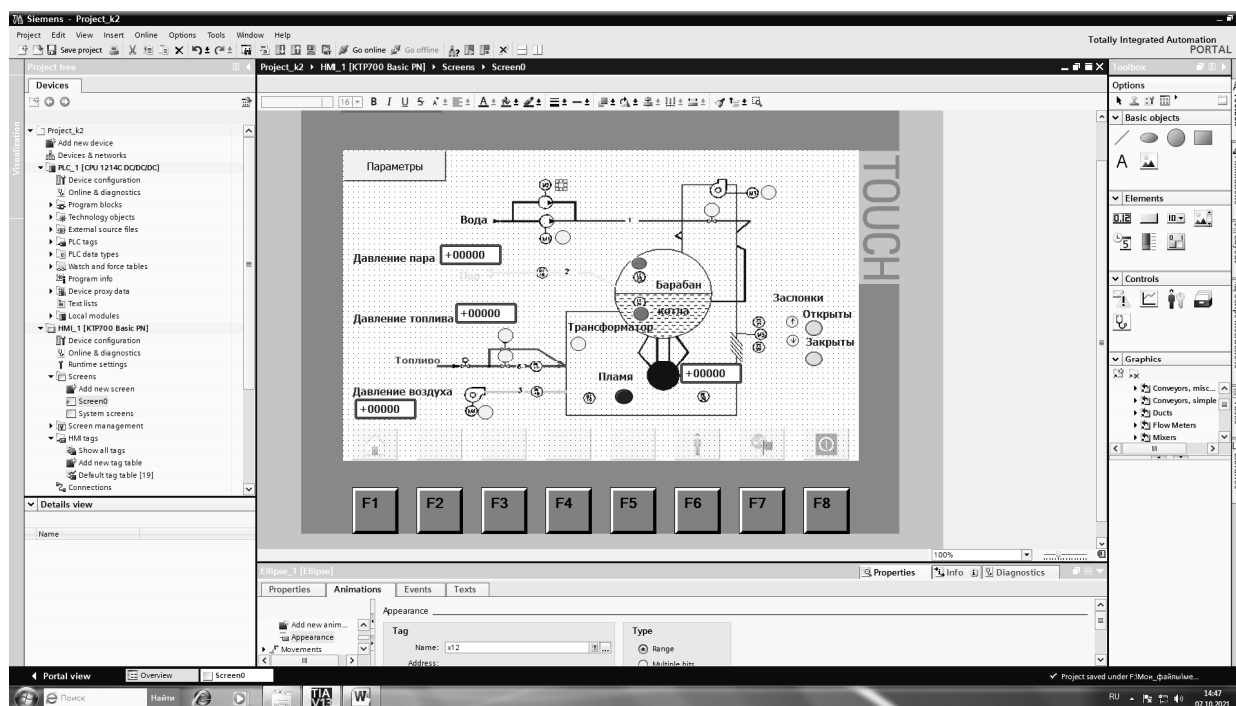 Siemens - Project_k2
Project Edit View Insert Online Options Tools Window Help
Totally Integrated Automation
PORTAL
Save project Go online Go offline
Project tree
Project_k2 HMI_1 [KTP700 Basic PN] Screens Screen0
Toolbox
Devices
Options
Visualization
16 B I U S
Project_k2
Add new device
Devices & networks
PLC_1 [CPU 1214C DC/DC/DC]
Device configuration
Online & diagnostics
Program blocks
Technology objects
External source files
PLC tags
PLC data types
Watch and force tables
Program info
Device proxy data
Text lists
Local modules
HMI_1 [KTP700 Basic PN]
Device configuration
Online & diagnostics
Runtime settings
Screens
Add new screen
Screen0
System screens
Screen management
HMI tags
Show all tags
Add new tag table
Default tag table [19]
Connections
Details view
Name
Параметры
TOUCH
Вода
1
Давление пара +00000
Пар
2
Барабан
котла
Заслонки
Открыты
Закрыты
Давление топлива +00000
Трансформатор
Топливо
Пламя
+00000
Давление воздуха
3
+00000
F1 F2 F3 F4 F5 F6 F7 F8
100%
Basic objects
A
Elements
Controls
Graphics
Conveyors, misc...
Conveyors, simple
Ducts
Flow Meters
Mixers
Ellipse_1 [Ellipse]
Properties Info Diagnostics
Properties Animations Events Texts
Add new anim...
Appearance
Movements
Appearance
Tag
Name: x12
Address:
Type
Range
Multiple bits
Portal view Overview Screen0
Project saved under F:\Мои_файлы\ме...
Поиск Найти
TIA V13
W
RU
14:47
07.10.2021